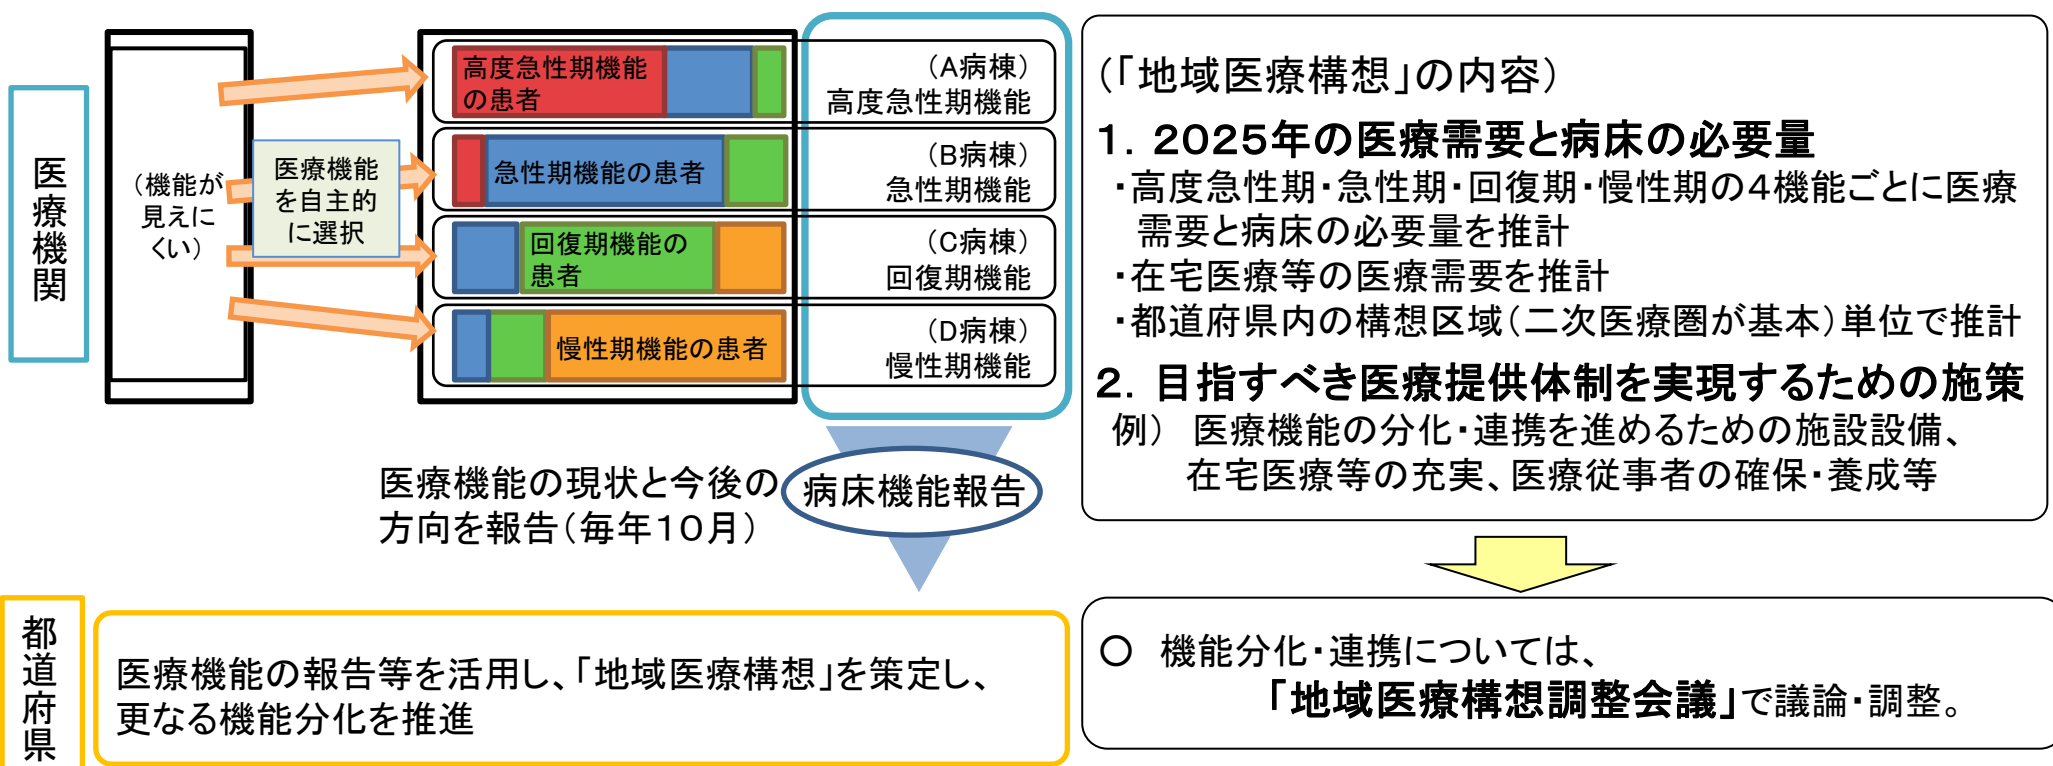 医療機関
（機能が
見えに
くい）
医療機能
を自主的
に選択
高度急性期機能
の患者
（A病棟）
高度急性期機能
急性期機能の患者
（B病棟）
急性期機能
回復期機能の
患者
（C病棟）
回復期機能
慢性期機能の患者
（D病棟）
慢性期機能
医療機能の現状と今後の
方向を報告（毎年１０月）
病床機能報告
都道府県
医療機能の報告等を活用し、「地域医療構想」を策定し、
更なる機能分化を推進
（「地域医療構想」の内容）
１．２０２５年の医療需要と病床の必要量
・高度急性期・急性期・回復期・慢性期の４機能ごとに医療
需要と病床の必要量を推計
・在宅医療等の医療需要を推計
・都道府県内の構想区域（二次医療圏が基本）単位で推計
２．目指すべき医療提供体制を実現するための施策
例） 医療機能の分化・連携を進めるための施設設備、
在宅医療等の充実、医療従事者の確保・養成等
○ 機能分化・連携については、
「地域医療構想調整会議」で議論・調整。